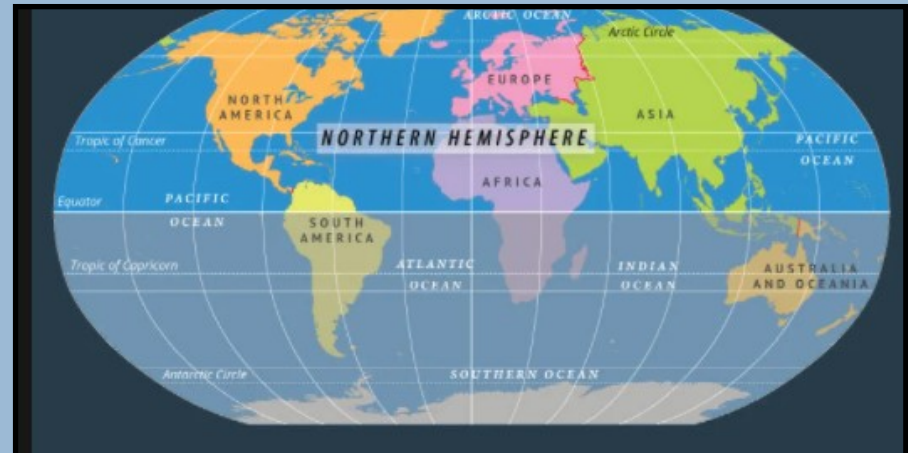 ARCTIC OCEAN
Arctic Circle
EUROPE
NORTH
AMERICA
ASIA
NORTHERN HEMISPHERE
Tropic of Cancer
PACIFIC
OCEAN
AFRICA
Equator
PACIFIC
OCEAN
SOUTH
AMERICA
Tropic of Capricorn
ATLANTIC
OCEAN
INDIAN
OCEAN
AUSTRALIA
AND OCEANIA
Antarctic Circle
SOUTHERN OCEAN